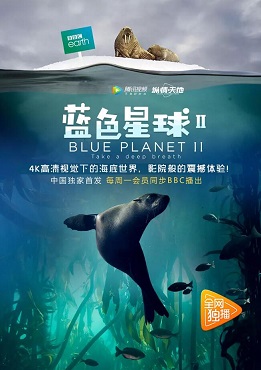 BBC
earth
腾讯视频 纵情天地
蓝色星球II
BLUE PLANET II
Take a deep breath
4K高清视觉下的海底世界，影院般的震撼体验！
中国独家首发 每周一会员同步BBC播出
全网
独播